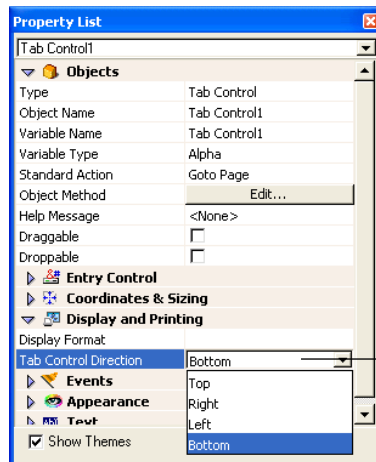 Property List
Tab Control1
Objects
Type Tab Control
Object Name Tab Control1
Variable Name Tab Control1
Variable Type Alpha
Standard Action Goto Page
Object Method Edit...
Help Message <None>
Draggable
Droppable
Entry Control
Coordinates & Sizing
Display and Printing
Display Format
Tab Control Direction Bottom
Top
Events
Right
Appearance
Left
Text
Bottom
Show Themes